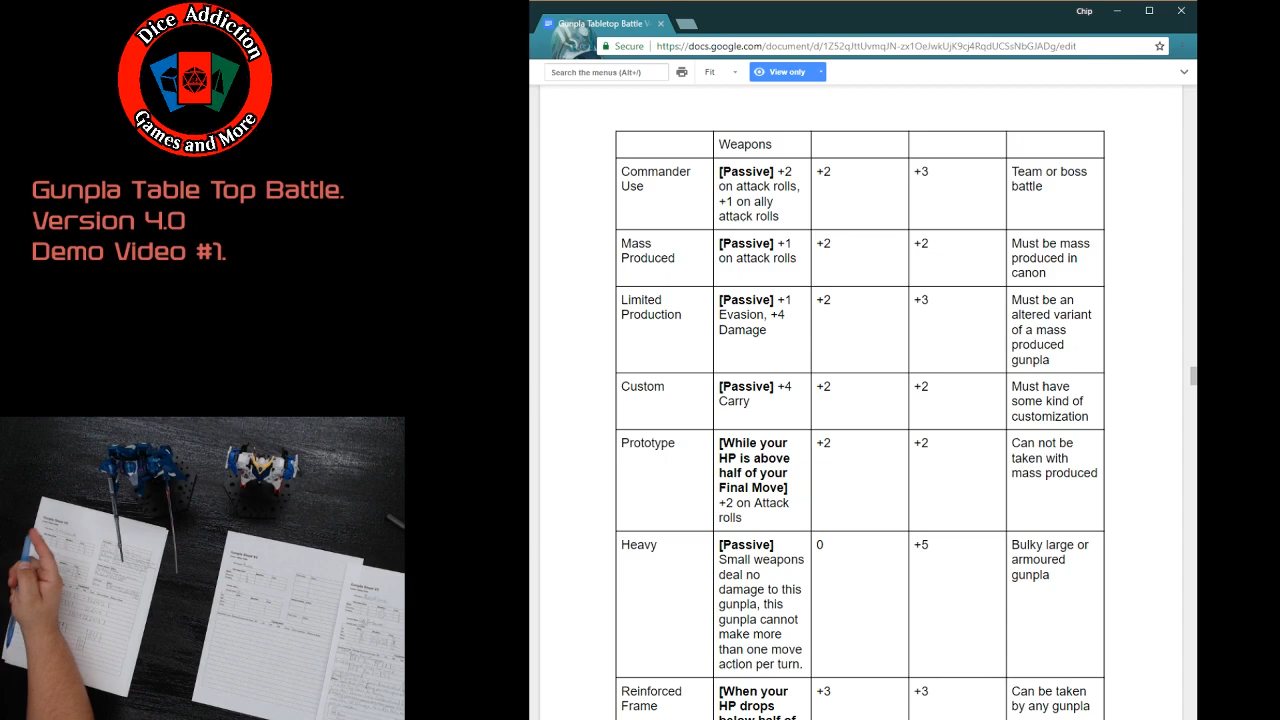 Dice Addiction
Games and More
Gunpla Table Top Battle.
Version 4.0
Demo Video #1.
Chip
Gunpla Tabletop Battle V
Secure
https://docs.google.com/document/d/1Z52qJttUvmqJN-zx1OeJwkUjK9cj4RqdUCSsNbGJADg/edit
Search the menus (Alt+/)
Fit
View only
Weapons
Commander
Use
[Passive] +2
on attack rolls,
+1 on ally
attack rolls
+2
+3
Team or boss
battle
Mass
Produced
[Passive] +1
on attack rolls
+2
+2
Must be mass
produced in
canon
Limited
Production
[Passive] +1
Evasion, +4
Damage
+2
+3
Must be an
altered variant
of a mass
produced
gunpla
Custom
[Passive] +4
Carry
+2
+2
Must have
some kind of
customization
Prototype
[While your
HP is above
half of your
Final Move]
+2 on Attack
rolls
+2
+2
Can not be
taken with
mass produced
Heavy
[Passive]
Small weapons
deal no
damage to this
gunpla, this
gunpla cannot
make more
than one move
action per turn.
0
+5
Bulky large or
armoured
gunpla
Reinforced
Frame
[When your
HP drops
below half of
+3
+3
Can be taken
by any gunpla